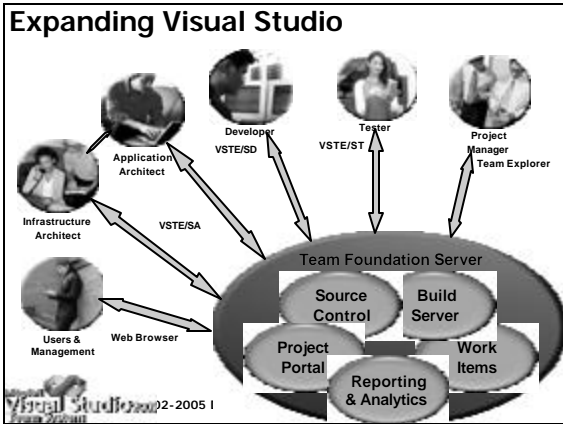 Expanding Visual Studio
Developer
VSTE/SD
Tester
VSTE/ST
Project
Manager
Team Explorer
Application
Architect
Infrastructure
Architect
VSTE/SA
Users &
Management
Web Browser
Team Foundation Server
Source
Control
Build
Server
Project
Portal
Work
Items
Reporting
& Analytics
Visual Studio
Team System
02-2005 I